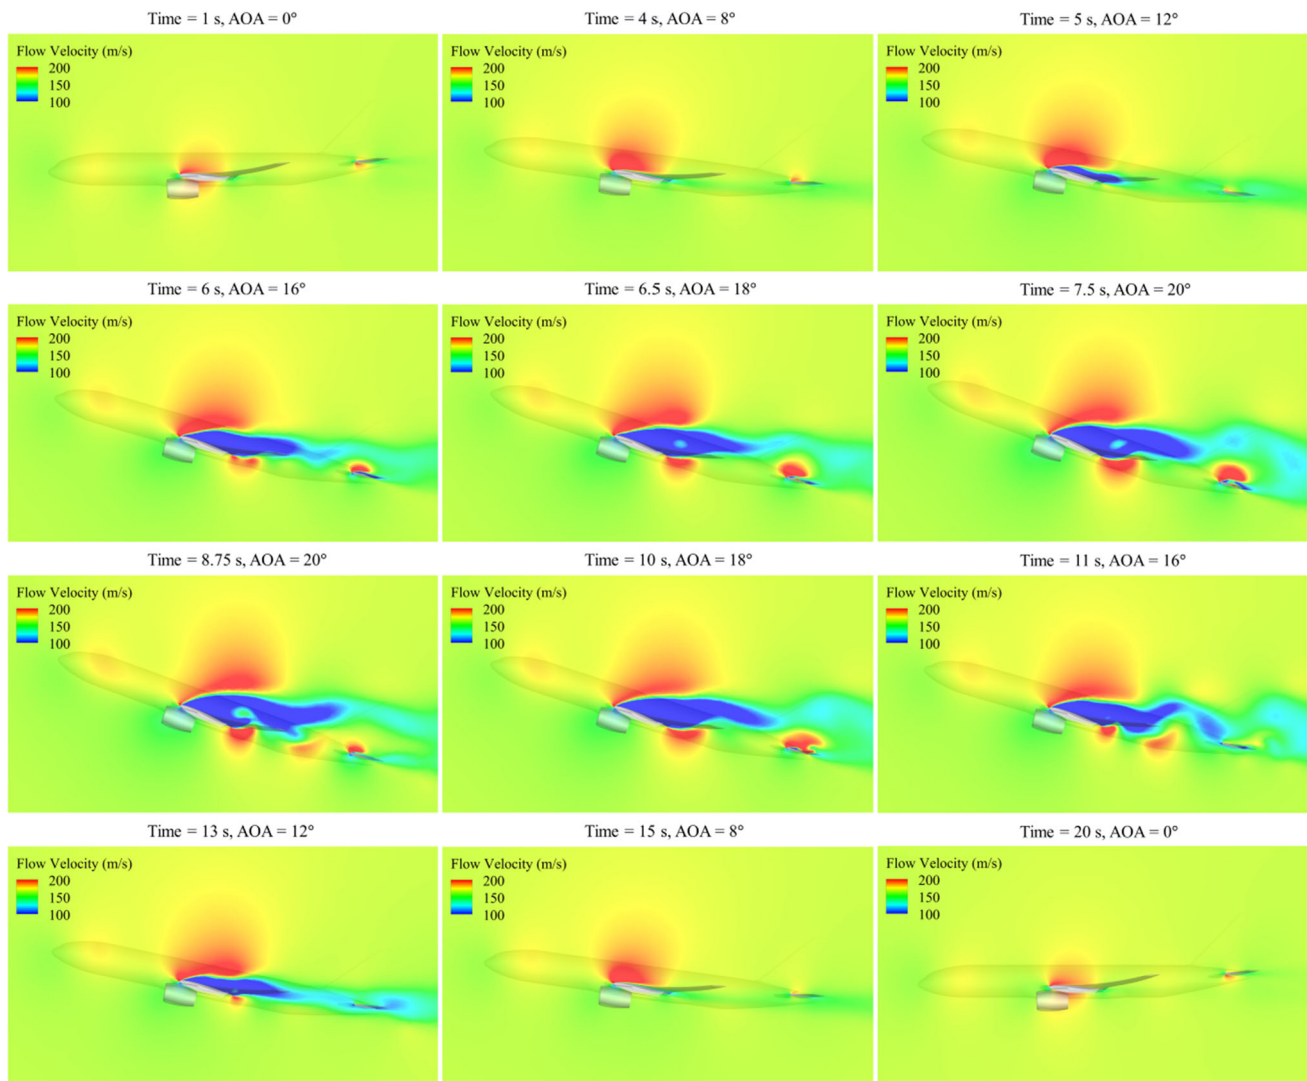 Time = 1 s, AOA = 0°
Time = 4 s, AOA = 8°
Time = 5 s, AOA = 12°
Flow Velocity (m/s)
200
150
100
Flow Velocity (m/s)
200
150
100
Flow Velocity (m/s)
200
150
100
Time = 6 s, AOA = 16°
Time = 6.5 s, AOA = 18°
Time = 7.5 s, AOA = 20°
Flow Velocity (m/s)
200
150
100
Flow Velocity (m/s)
200
150
100
Flow Velocity (m/s)
200
150
100
Time = 8.75 s, AOA = 20°
Time = 10 s, AOA = 18°
Time = 11 s, AOA = 16°
Flow Velocity (m/s)
200
150
100
Flow Velocity (m/s)
200
150
100
Flow Velocity (m/s)
200
150
100
Time = 13 s, AOA = 12°
Time = 15 s, AOA = 8°
Time = 20 s, AOA = 0°
Flow Velocity (m/s)
200
150
100
Flow Velocity (m/s)
200
150
100
Flow Velocity (m/s)
200
150
100